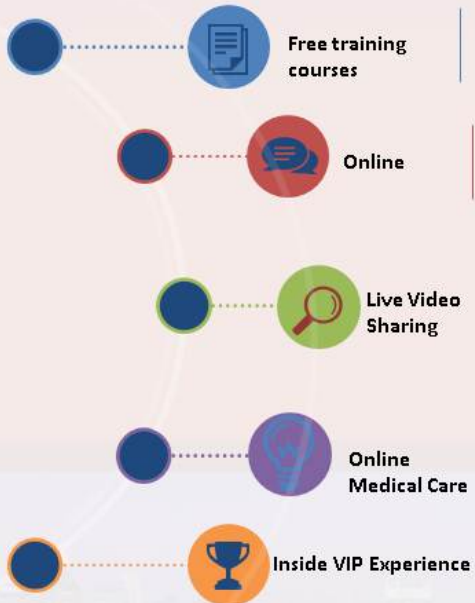 Free training
courses
Online
Live Video
Sharing
Online
Medical Care
Inside VIP Experience